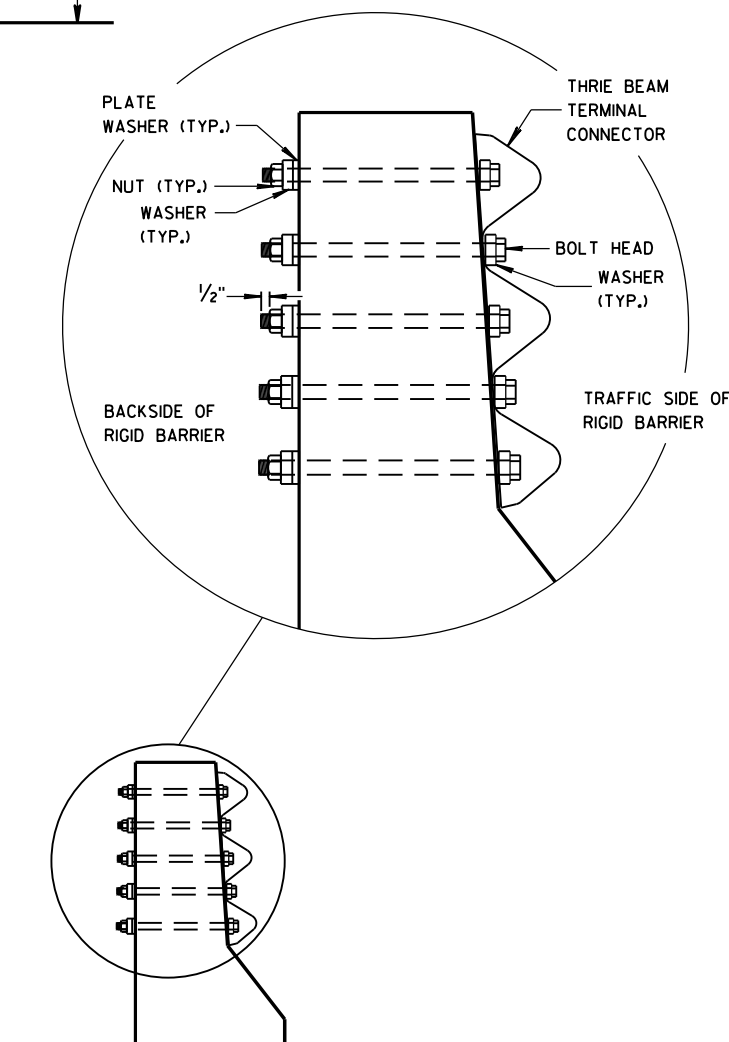 THRIE BEAM
TERMINAL
CONNECTOR
PLATE
WASHER (TYP.)
NUT (TYP.)
WASHER
(TYP.)
BOLT HEAD
WASHER
(TYP.)
1/2"
BACKSIDE OF
RIGID BARRIER
TRAFFIC SIDE OF
RIGID BARRIER